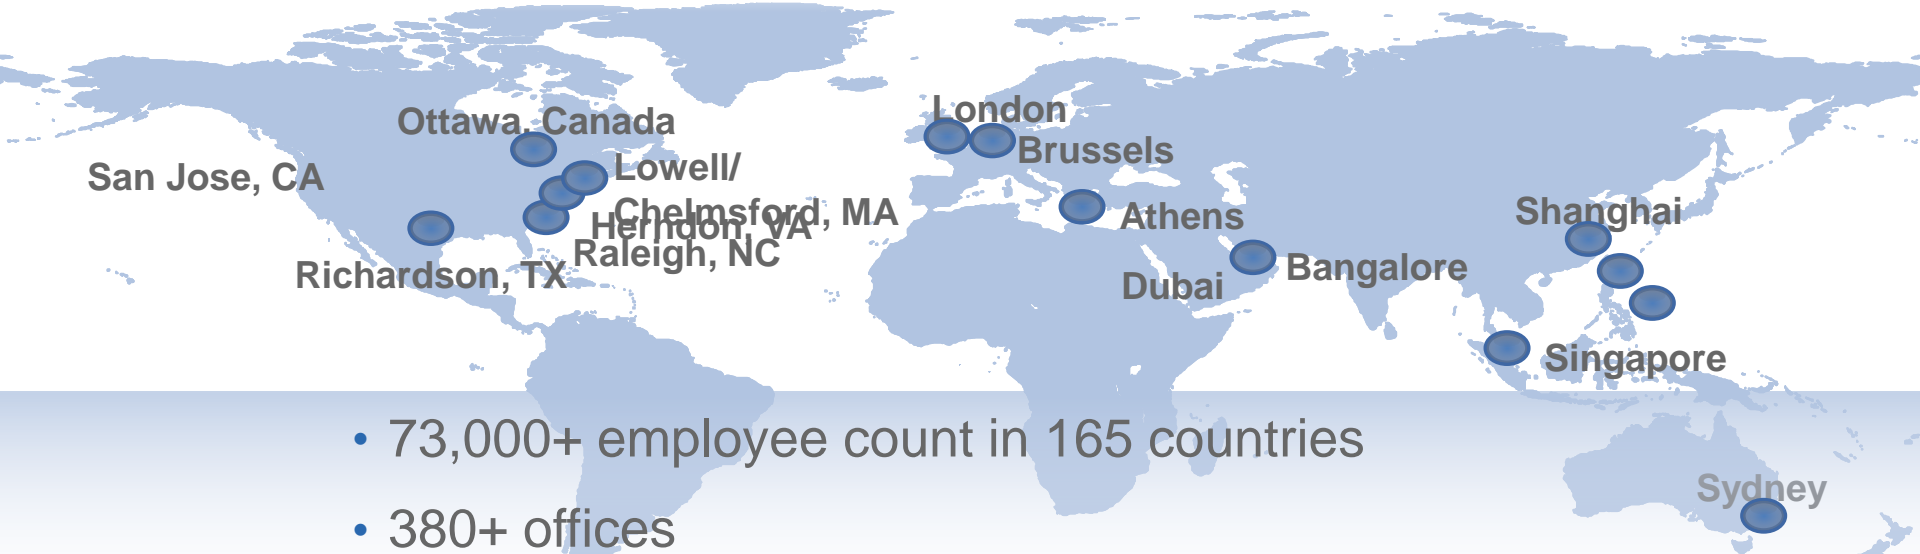 London
Ottawa, Canada
Brussels
Lowell/
Chelmsford, MA
San Jose, CA
Herndon, VA
Raleigh, NC
Richardson, TX
Athens
Shanghai
Dubai
Bangalore
Singapore
• 73,000+ employee count in 165 countries
Sydney
• 380+ offices